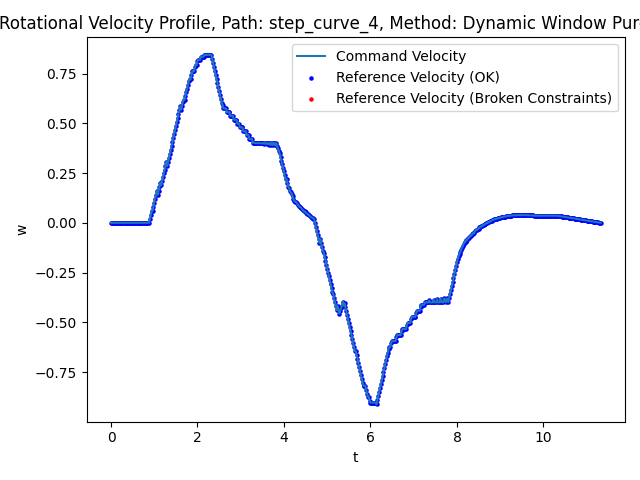 Rotational Velocity Profile, Path: step_curve_4, Method: Dynamic Window Pur
Command Velocity
Reference Velocity (OK)
Reference Velocity (Broken Constraints)
0.75
0.50
0.25
0.00
−0.25
−0.50
−0.75
w
0 2 4 6 8 10
t